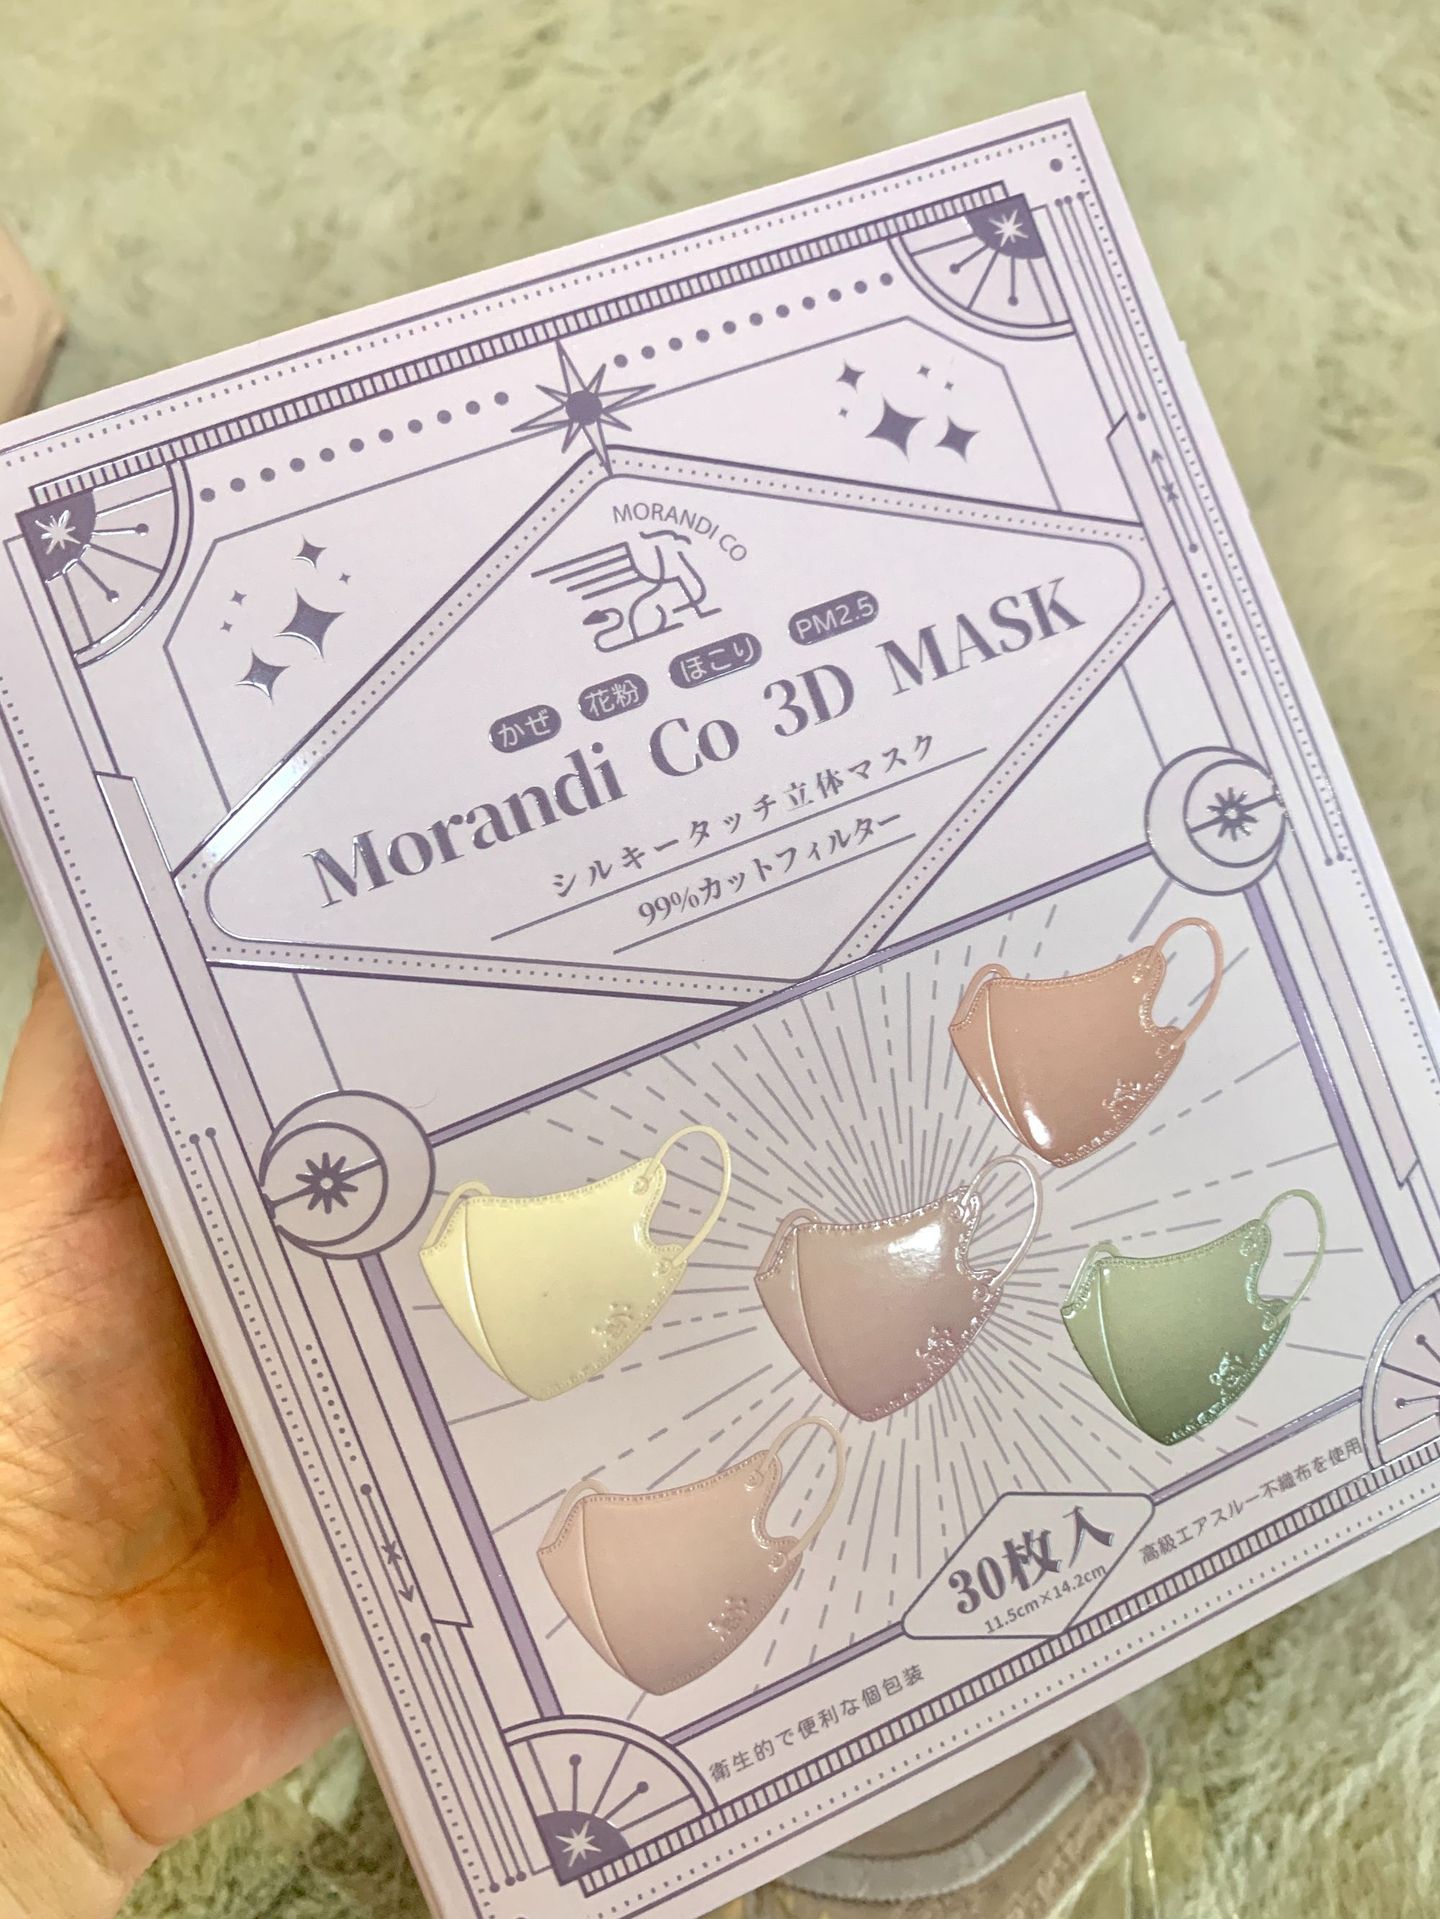 MORANDI CO
かぜ 花粉 ほこり PM2.5
Morandi Co 3D MASK
シルキータッチ立体マスク
99%カットフィルター
30枚入
11.5cm×14.2cm
高級エアスルー不織布を使用
衛生的で便利な個包装